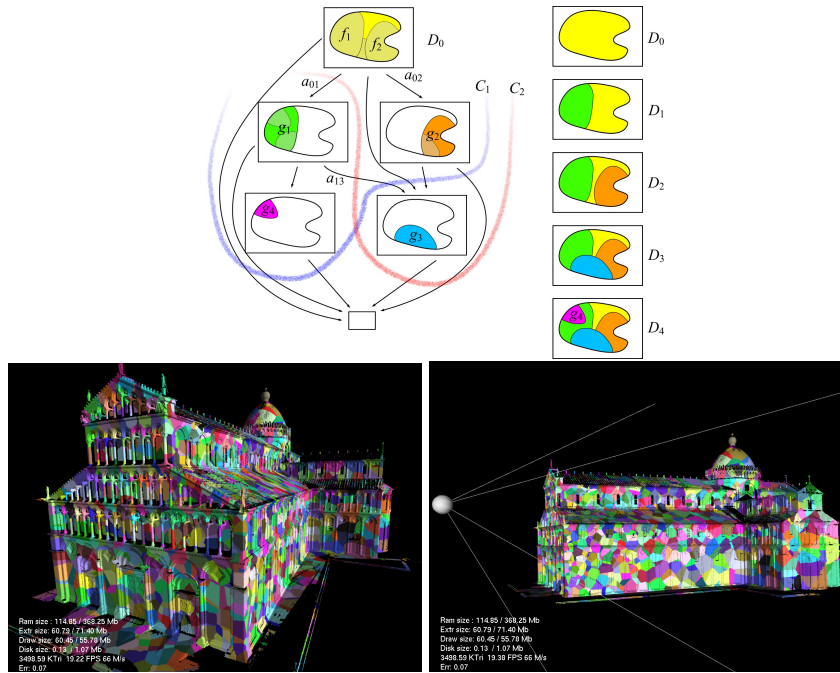 f1
f2
D0
D0
a01
a02
C1
C2
g1
g2
D1
a13
g4
g3
D2
D3
g4
D4
Ram size : 114.85 / 368.25 Mb
Extr size: 60.79 / 71.40 Mb
Draw size: 60.45 / 55.78 Mb
Disk size: 0.13 / 1.07 Mb
3498.59 KTri 19.22 FPS 66 M/s
Err: 0.07
Ram size : 114.85 / 368.25 Mb
Extr size: 60.79 / 71.40 Mb
Draw size: 60.45 / 55.78 Mb
Disk size: 0.13 / 1.07 Mb
3498.59 KTri 19.38 FPS 66 M/s
Err: 0.07